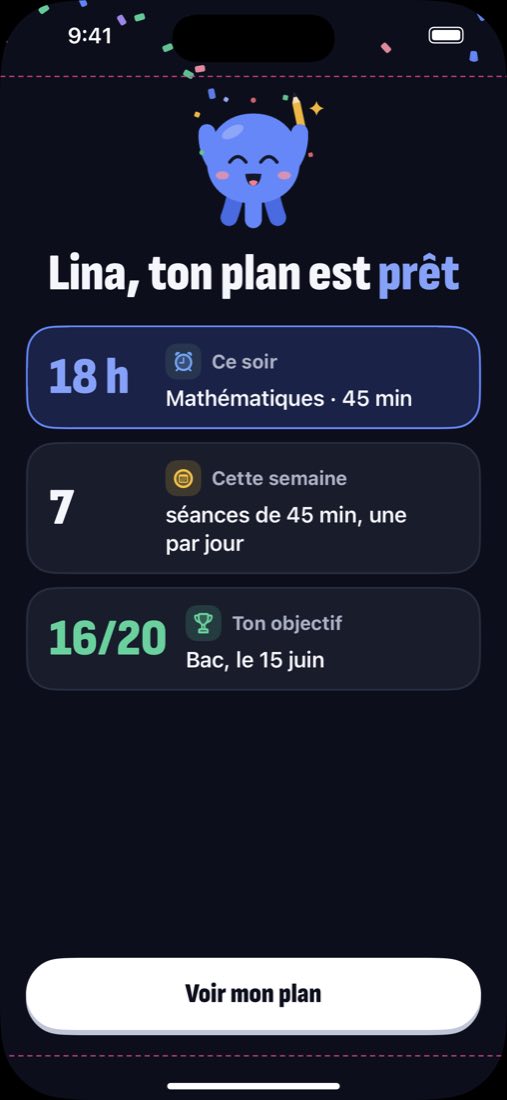 9:41
Lina, ton plan est prêt
18 h
Ce soir
Mathématiques · 45 min
7
Cette semaine
séances de 45 min, une
par jour
16/20
Ton objectif
Bac, le 15 juin
Voir mon plan